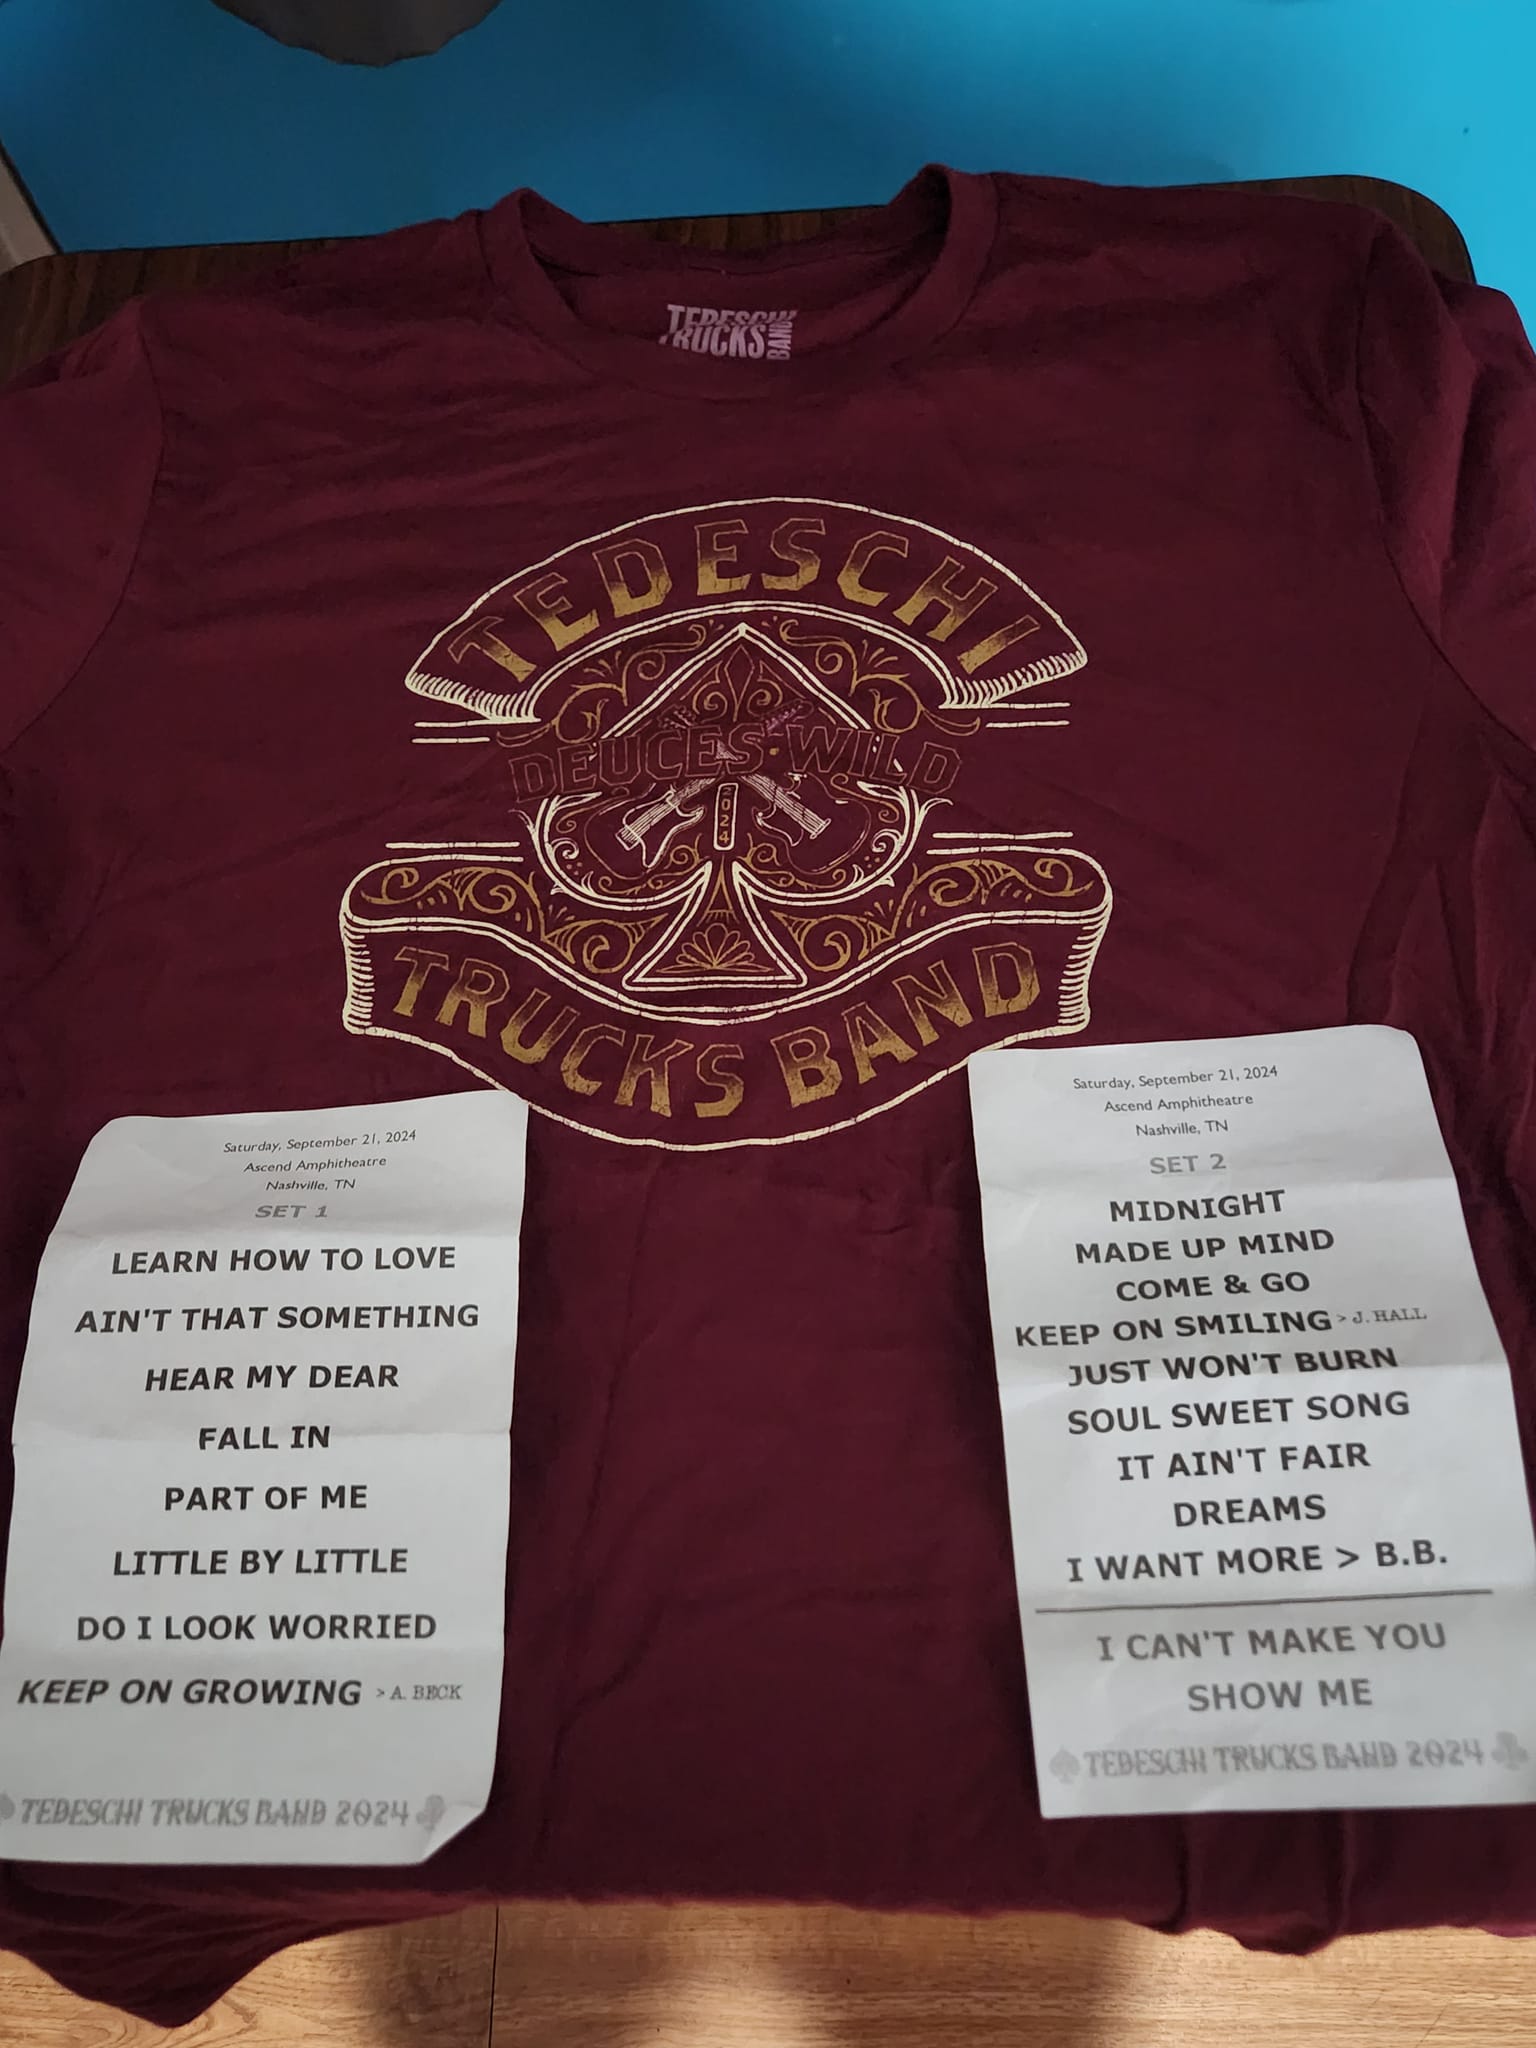 TEDESCHI
TRUCKS
BAND
TEDESCHI
DEUCES WILD
2024
TRUCKS BAND
Saturday, September 21, 2024
Ascend Amphitheatre
Nashville, TN
SET 1
LEARN HOW TO LOVE
AIN'T THAT SOMETHING
HEAR MY DEAR
FALL IN
PART OF ME
LITTLE BY LITTLE
DO I LOOK WORRIED
KEEP ON GROWING > A. BECK
TEDESCHI TRUCKS BAND 2024
Saturday, September 21, 2024
Ascend Amphitheatre
Nashville, TN
SET 2
MIDNIGHT
MADE UP MIND
COME & GO
KEEP ON SMILING > J. HALL
JUST WON'T BURN
SOUL SWEET SONG
IT AIN'T FAIR
DREAMS
I WANT MORE > B.B.
I CAN'T MAKE YOU
SHOW ME
TEDESCHI TRUCKS BAND 2024